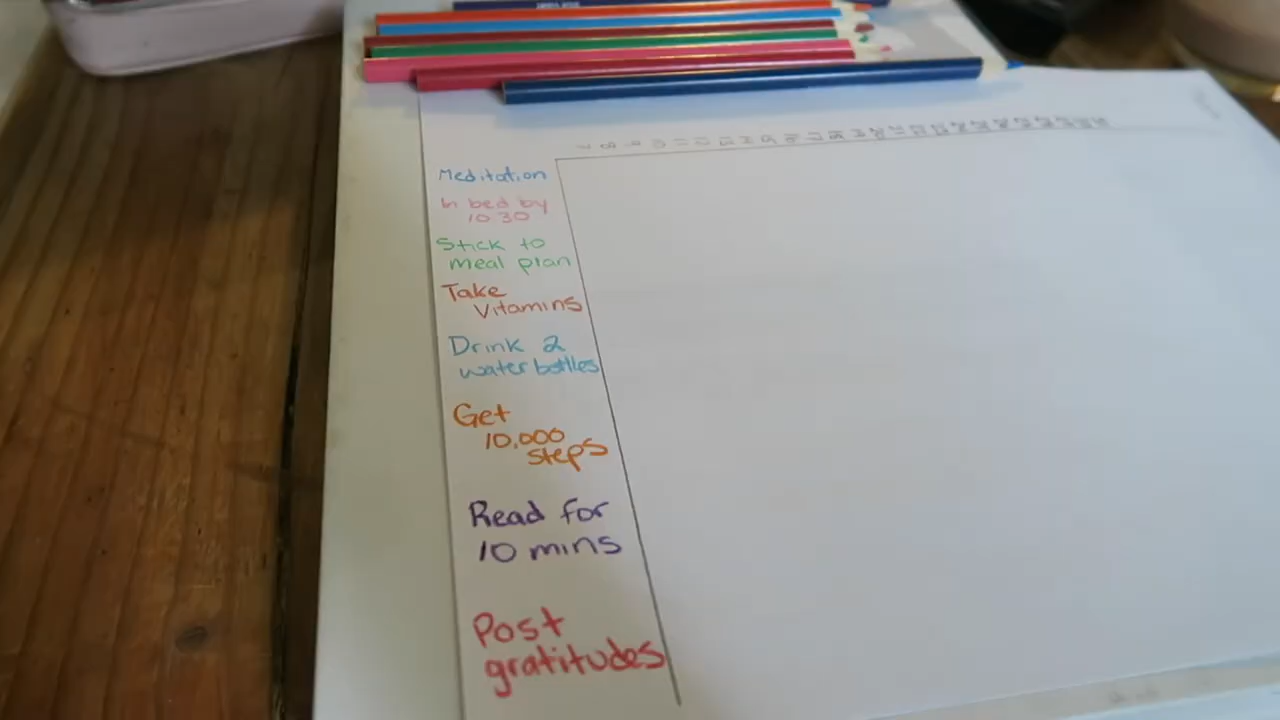 Meditation
In bed by
10 30
Stick to
meal plan
Take
Vitamins
Drink 2
water bottles
Get
10,000
steps
Read for
10 mins
Post
gratitudes